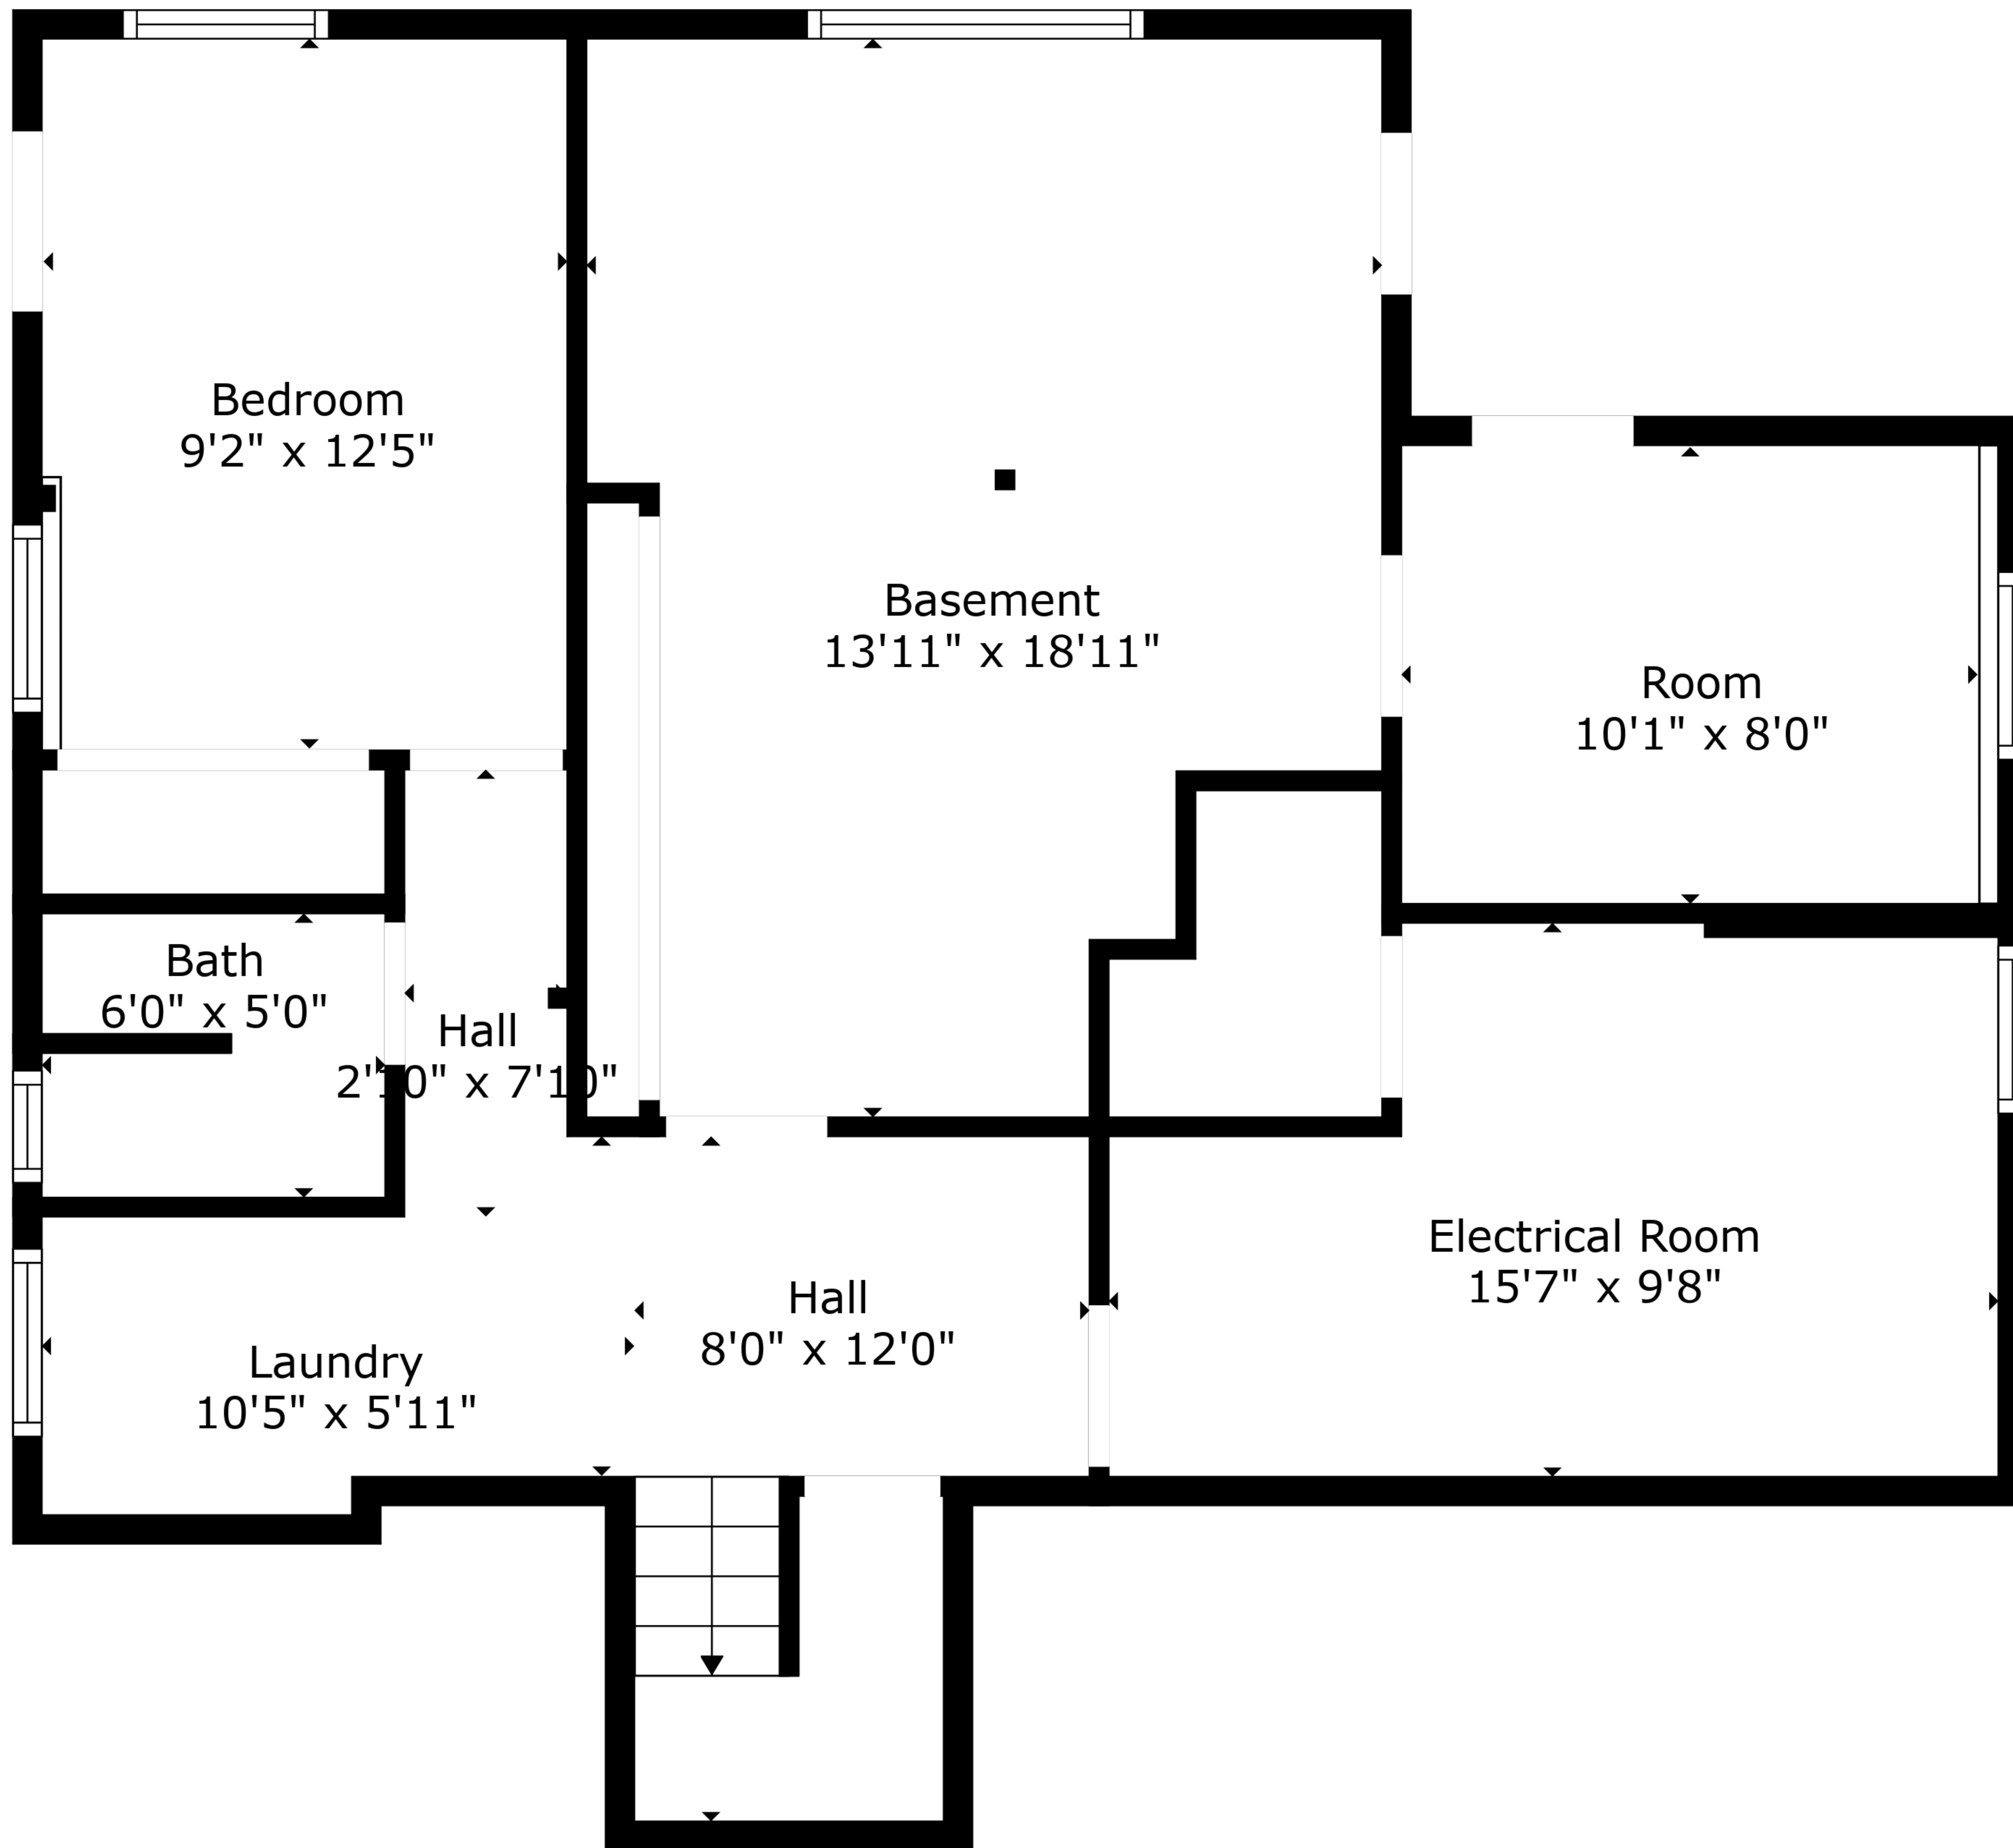 Bedroom
9'2" x 12'5"
Basement
13'11" x 18'11"
Room
10'1" x 8'0"
Bath
6'0" x 5'0"
Hall
2'10" x 7'10"
Electrical Room
15'7" x 9'8"
Hall
8'0" x 12'0"
Laundry
10'5" x 5'11"